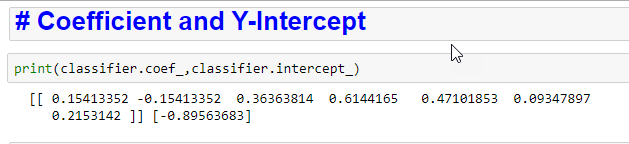 # Coefficient and Y-Intercept
print(classifier.coef_,classifier.intercept_)
[[ 0.15413352 -0.15413352  0.36363814  0.6144165   0.47101853  0.09347897
0.2153142 ]] [-0.89563683]